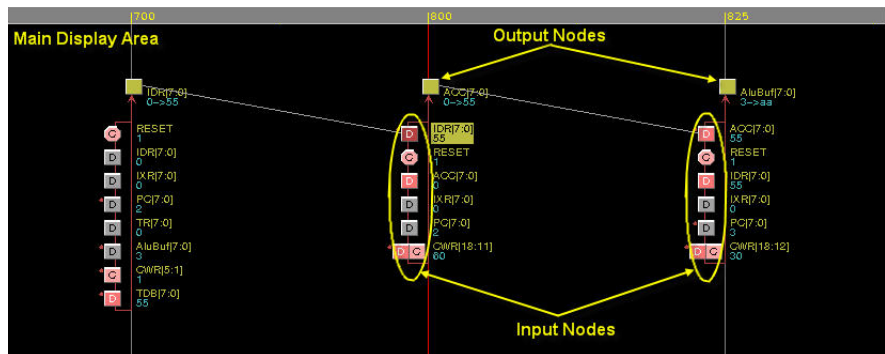 700
800
825
Main Display Area
Output Nodes
IDR[7:0]
0->55
ACC[7:0]
0->55
AluBuf[7:0]
3->aa
C
RESET
1
D
IDR[7:0]
0
D
IXR[7:0]
0
D
PC[7:0]
2
D
TR[7:0]
0
D
AluBuf[7:0]
3
C
CWR[5:1]
1
D
TDB[7:0]
55
D
IDR[7:0]
55
C
RESET
1
D
ACC[7:0]
0
D
IXR[7:0]
0
D
PC[7:0]
2
D C
CWR[18:11]
60
D
ACC[7:0]
55
C
RESET
1
D
IDR[7:0]
55
D
IXR[7:0]
0
D
PC[7:0]
3
D C
CWR[18:12]
30
Input Nodes